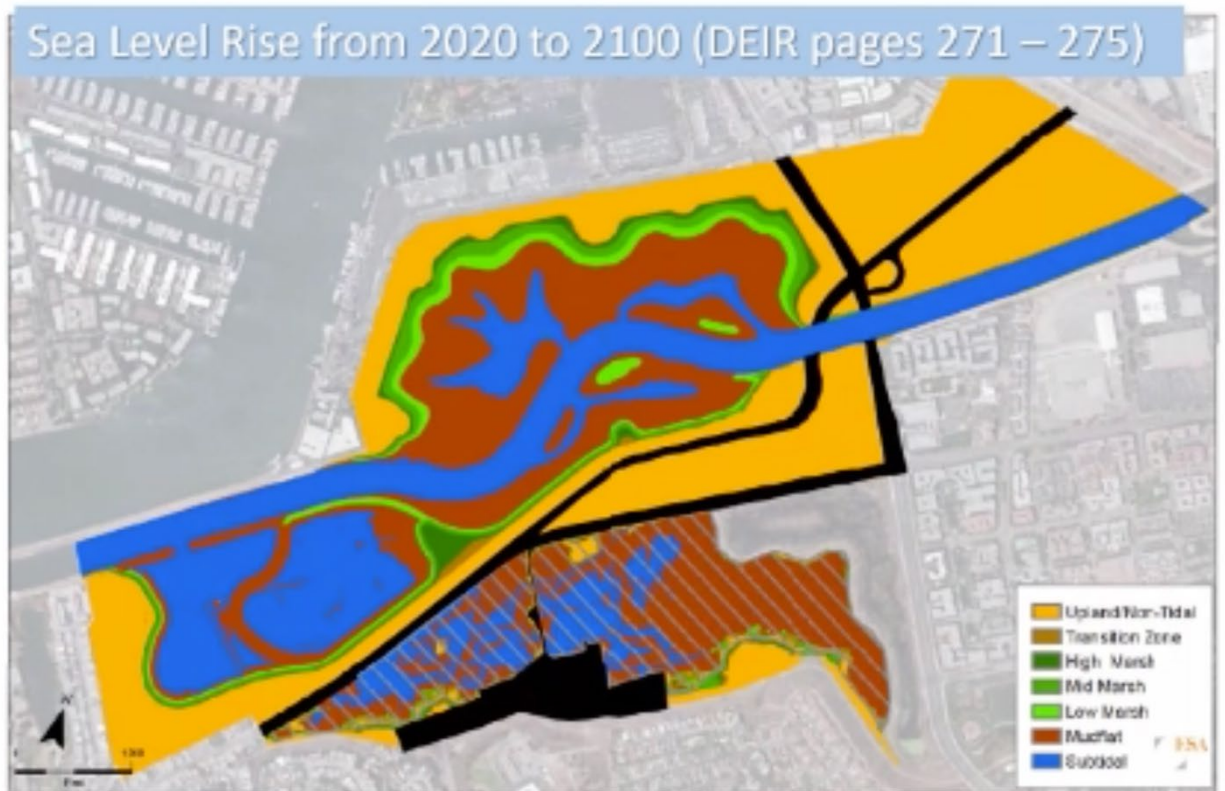 Sea Level Rise from 2020 to 2100 (DEIR pages 271 – 275)
Upland/Non-Tidal
Transition Zone
High Marsh
Mid Marsh
Low Marsh
Mudflat
Subtidal
ESA
N